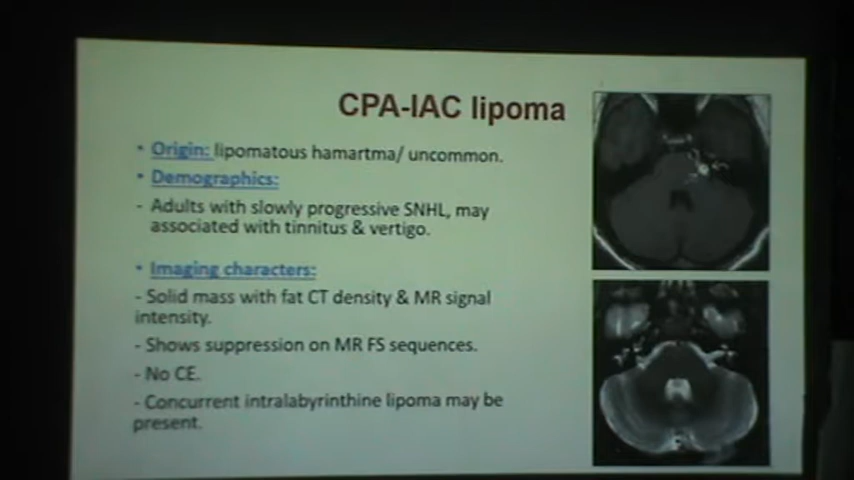 CPA-IAC lipoma
• Origin: lipomatous hamartma/ uncommon.
• Demographics:
- Adults with slowly progressive SNHL, may
associated with tinnitus & vertigo.
• Imaging characters:
- Solid mass with fat CT density & MR signal
intensity.
- Shows suppression on MR FS sequences.
- No CE.
- Concurrent intralabyrinthine lipoma may be
present.